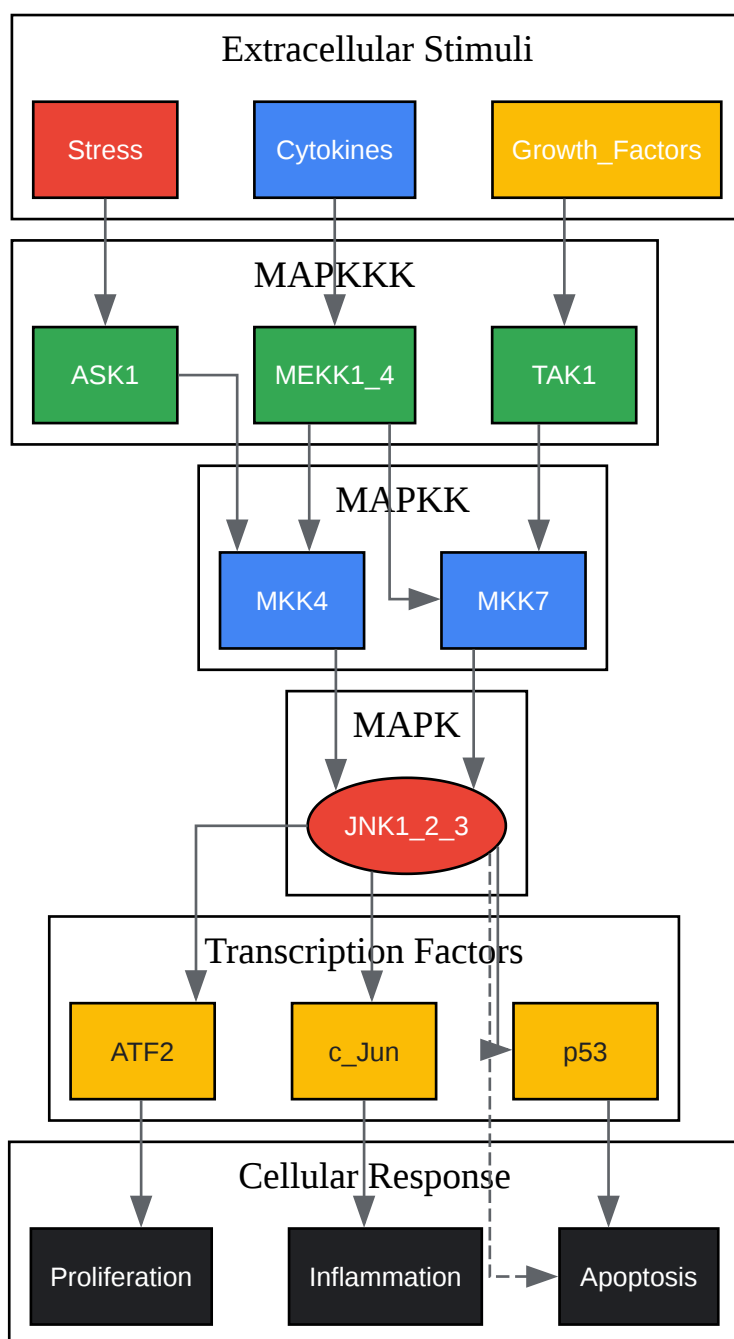 Extracellular Stimuli
Stress
Cytokines
Growth_Factors
MAPKKK
ASK1
MEKK1_4
TAK1
MAPKK
MKK4
MKK7
MAPK
JNK1_2_3
Transcription Factors
ATF2
c_Jun
p53
Cellular Response
Proliferation
Inflammation
Apoptosis